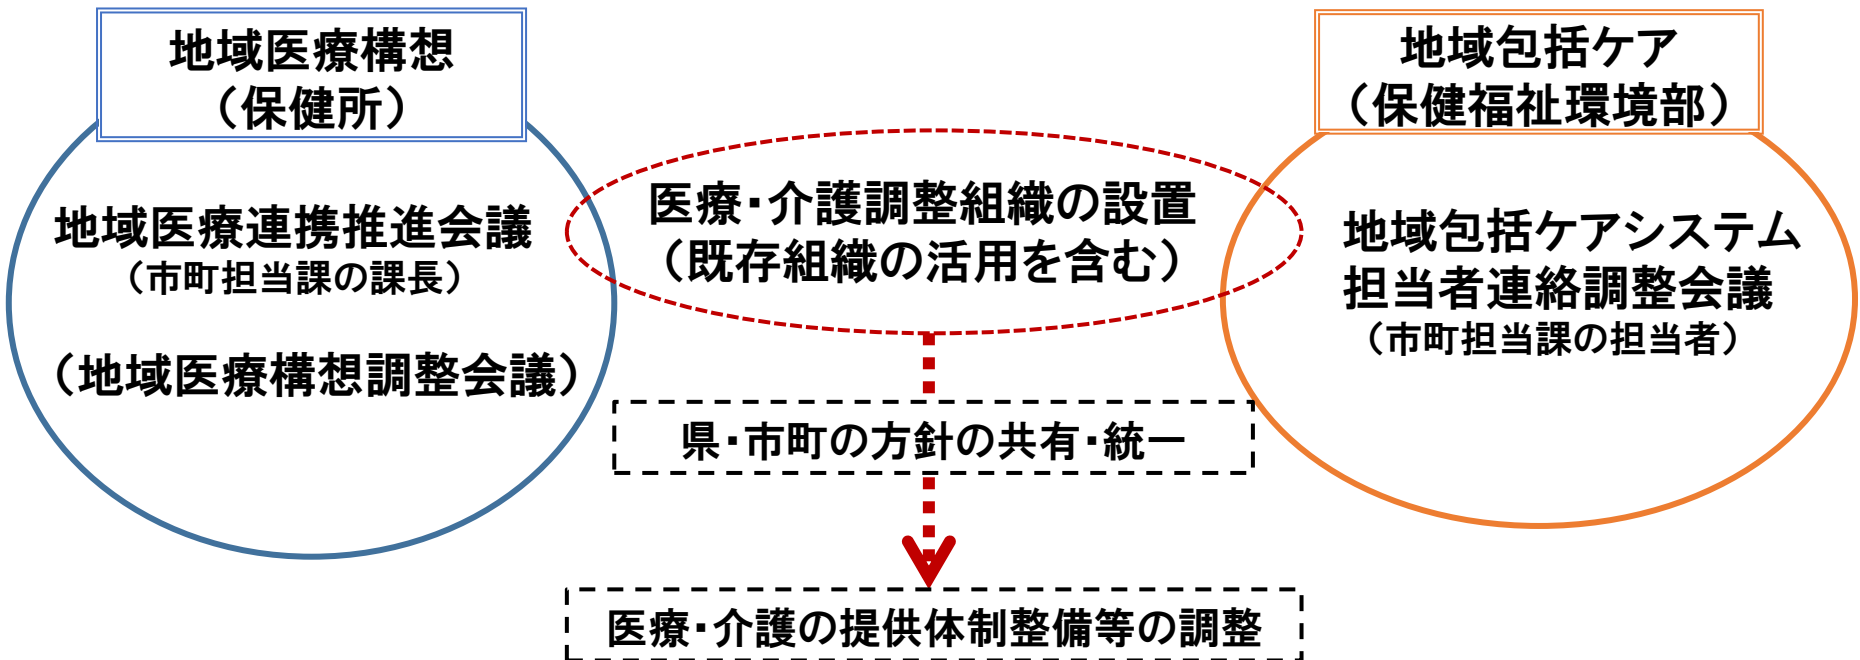 地域医療構想
（保健所）
地域医療連携推進会議
（市町担当課の課長）
（地域医療構想調整会議）
医療・介護調整組織の設置
（既存組織の活用を含む）
県・市町の方針の共有・統一
医療・介護の提供体制整備等の調整
地域包括ケア
（保健福祉環境部）
地域包括ケアシステム
担当者連絡調整会議
（市町担当課の担当者）